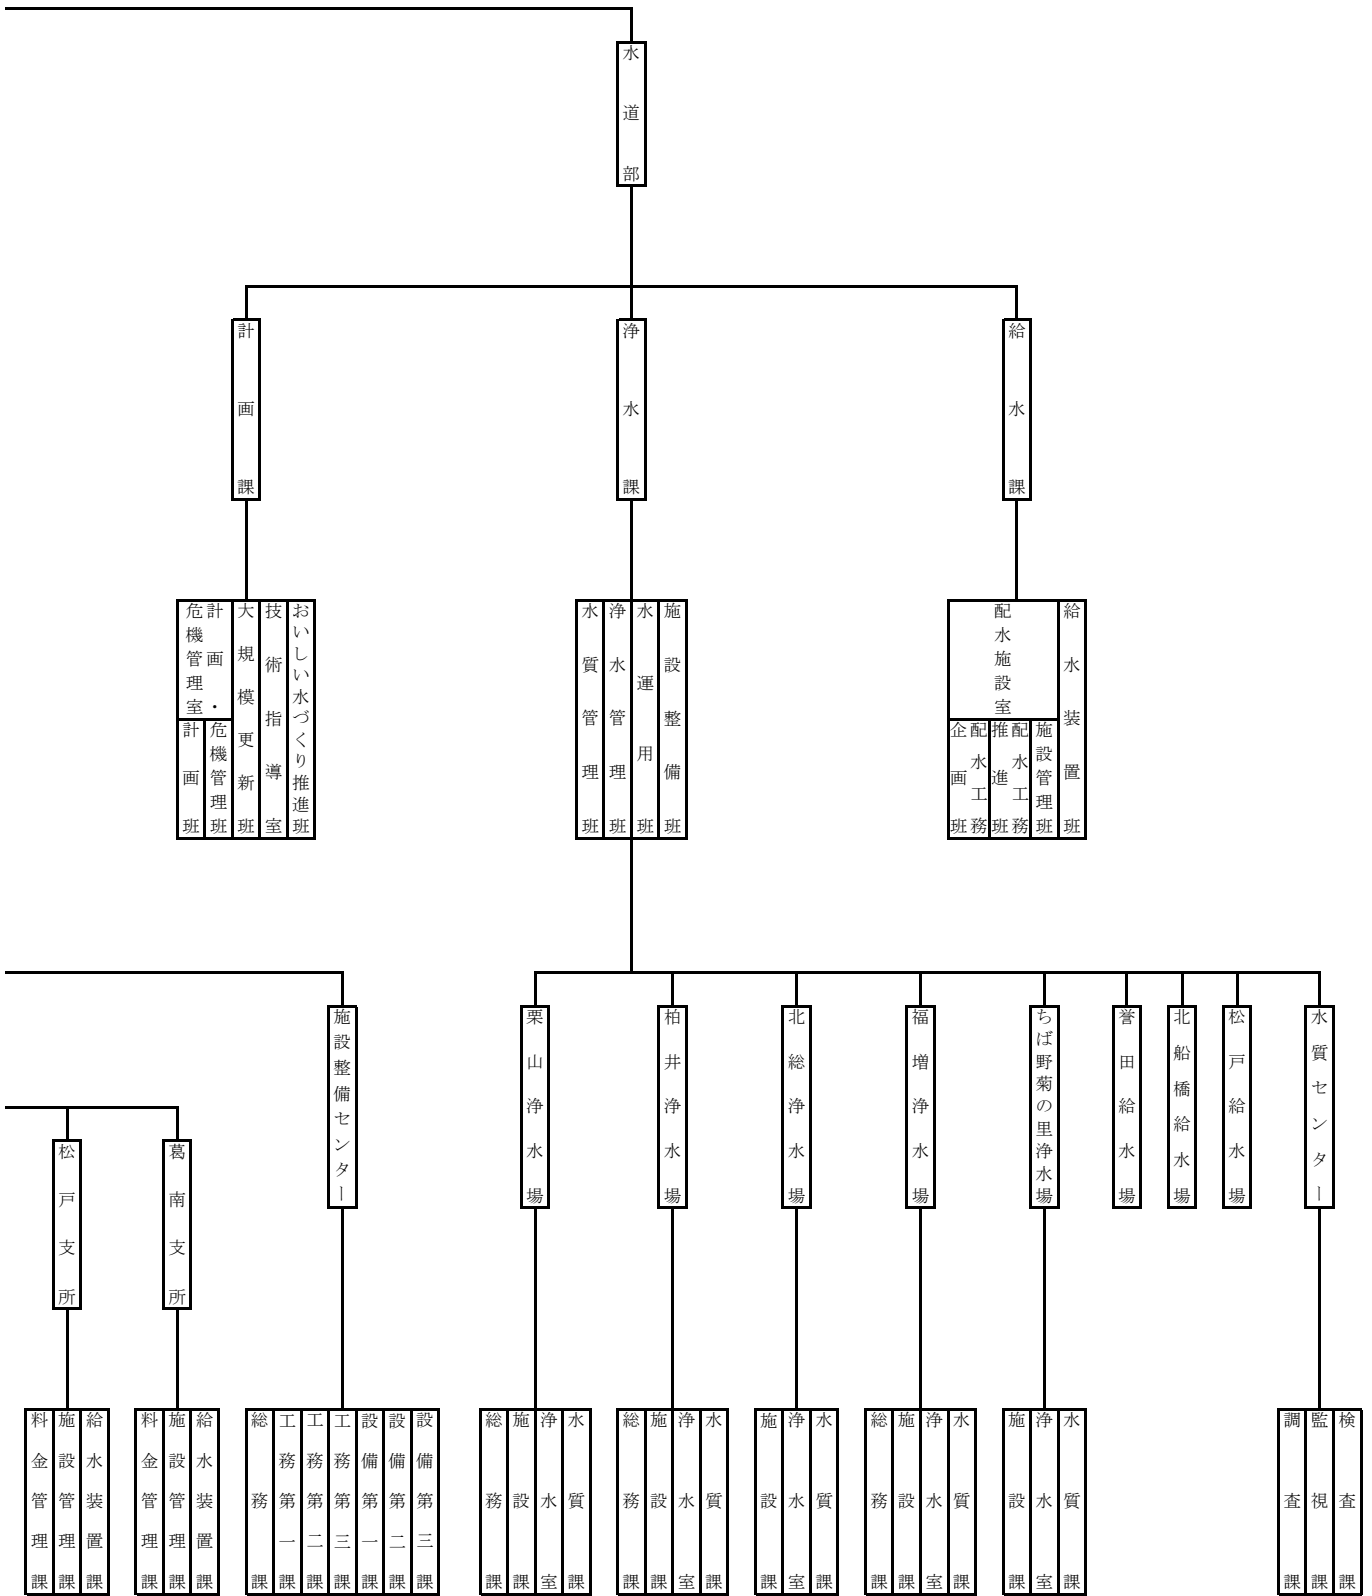 水道部
計画課
浄水課
給水課
計画・
危機管理室
計画班
危機管理班
大規模更新班
技術指導室
おいしい水づくり推進班
水質管理班
浄水管理班
水運用班
施設整備班
配水施設室
配水工務
企画班
配水工務
推進班
施設管理班
給水装置班
施設整備センター
栗山浄水場
柏井浄水場
北総浄水場
福増浄水場
ちば野菊の里浄水場
誉田給水場
北船橋給水場
松戸給水場
水質センター
松戸支所
葛南支所
料金管理課
施設管理課
給水装置課
料金管理課
施設管理課
給水装置課
総務課
工務第一課
工務第二課
工務第三課
設備第一課
設備第二課
設備第三課
総務課
施設課
浄水室
水質課
総務課
施設課
浄水室
水質課
施設課
浄水室
水質課
総務課
施設課
浄水室
水質課
施設課
浄水室
水質課
調査課
監視課
検査課